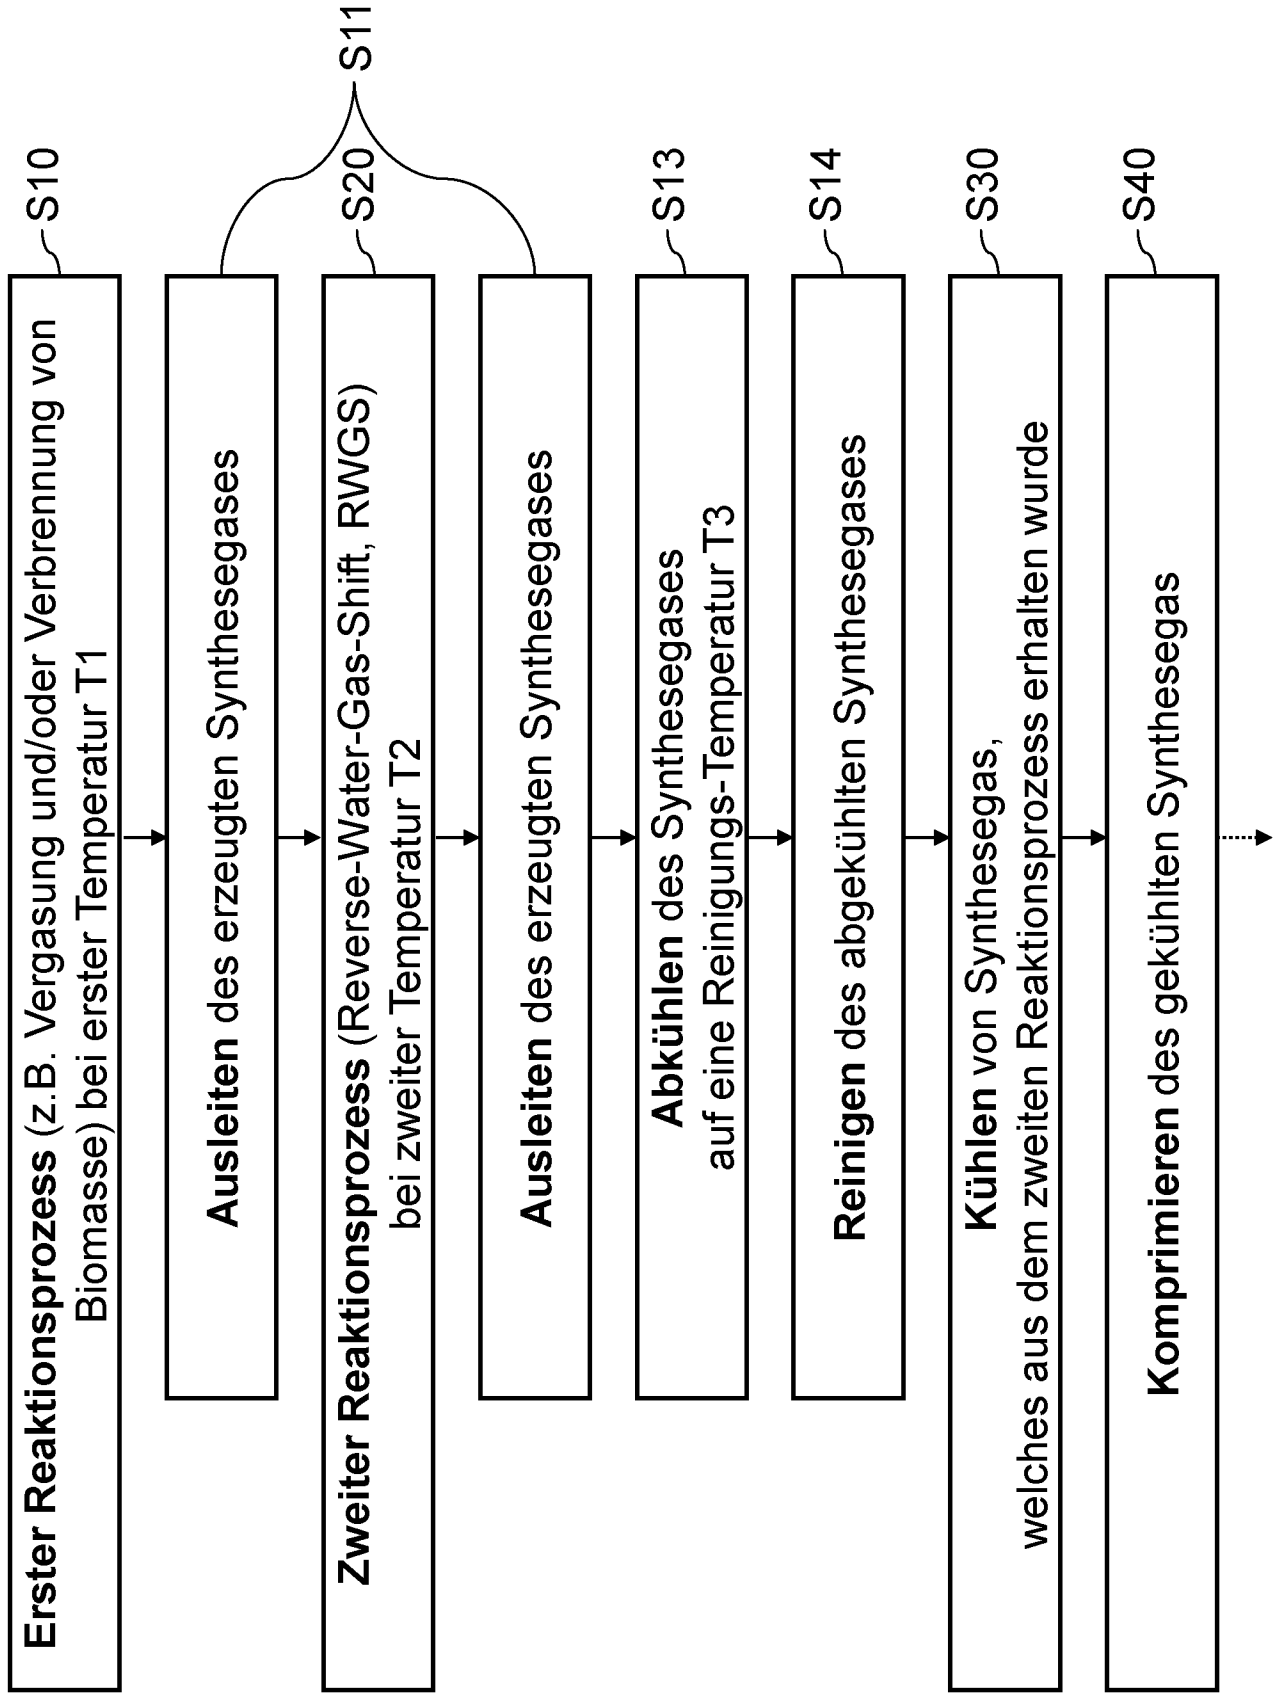 Erster Reaktionsprozess (z.B. Vergasung und/oder Verbrennung von
Biomasse) bei erster Temperatur T1
S10
Ausleiten des erzeugten Synthesegases
S11
Zweiter Reaktionsprozess (Reverse-Water-Gas-Shift, RWGS)
bei zweiter Temperatur T2
S20
Ausleiten des erzeugten Synthesegases
Abkühlen des Synthesegases
auf eine Reinigungs-Temperatur T3
S13
Reinigen des abgekühlten Synthesegases
S14
Kühlen von Synthesegas,
welches aus dem zweiten Reaktionsprozess erhalten wurde
S30
Komprimieren des gekühlten Synthesegas
S40